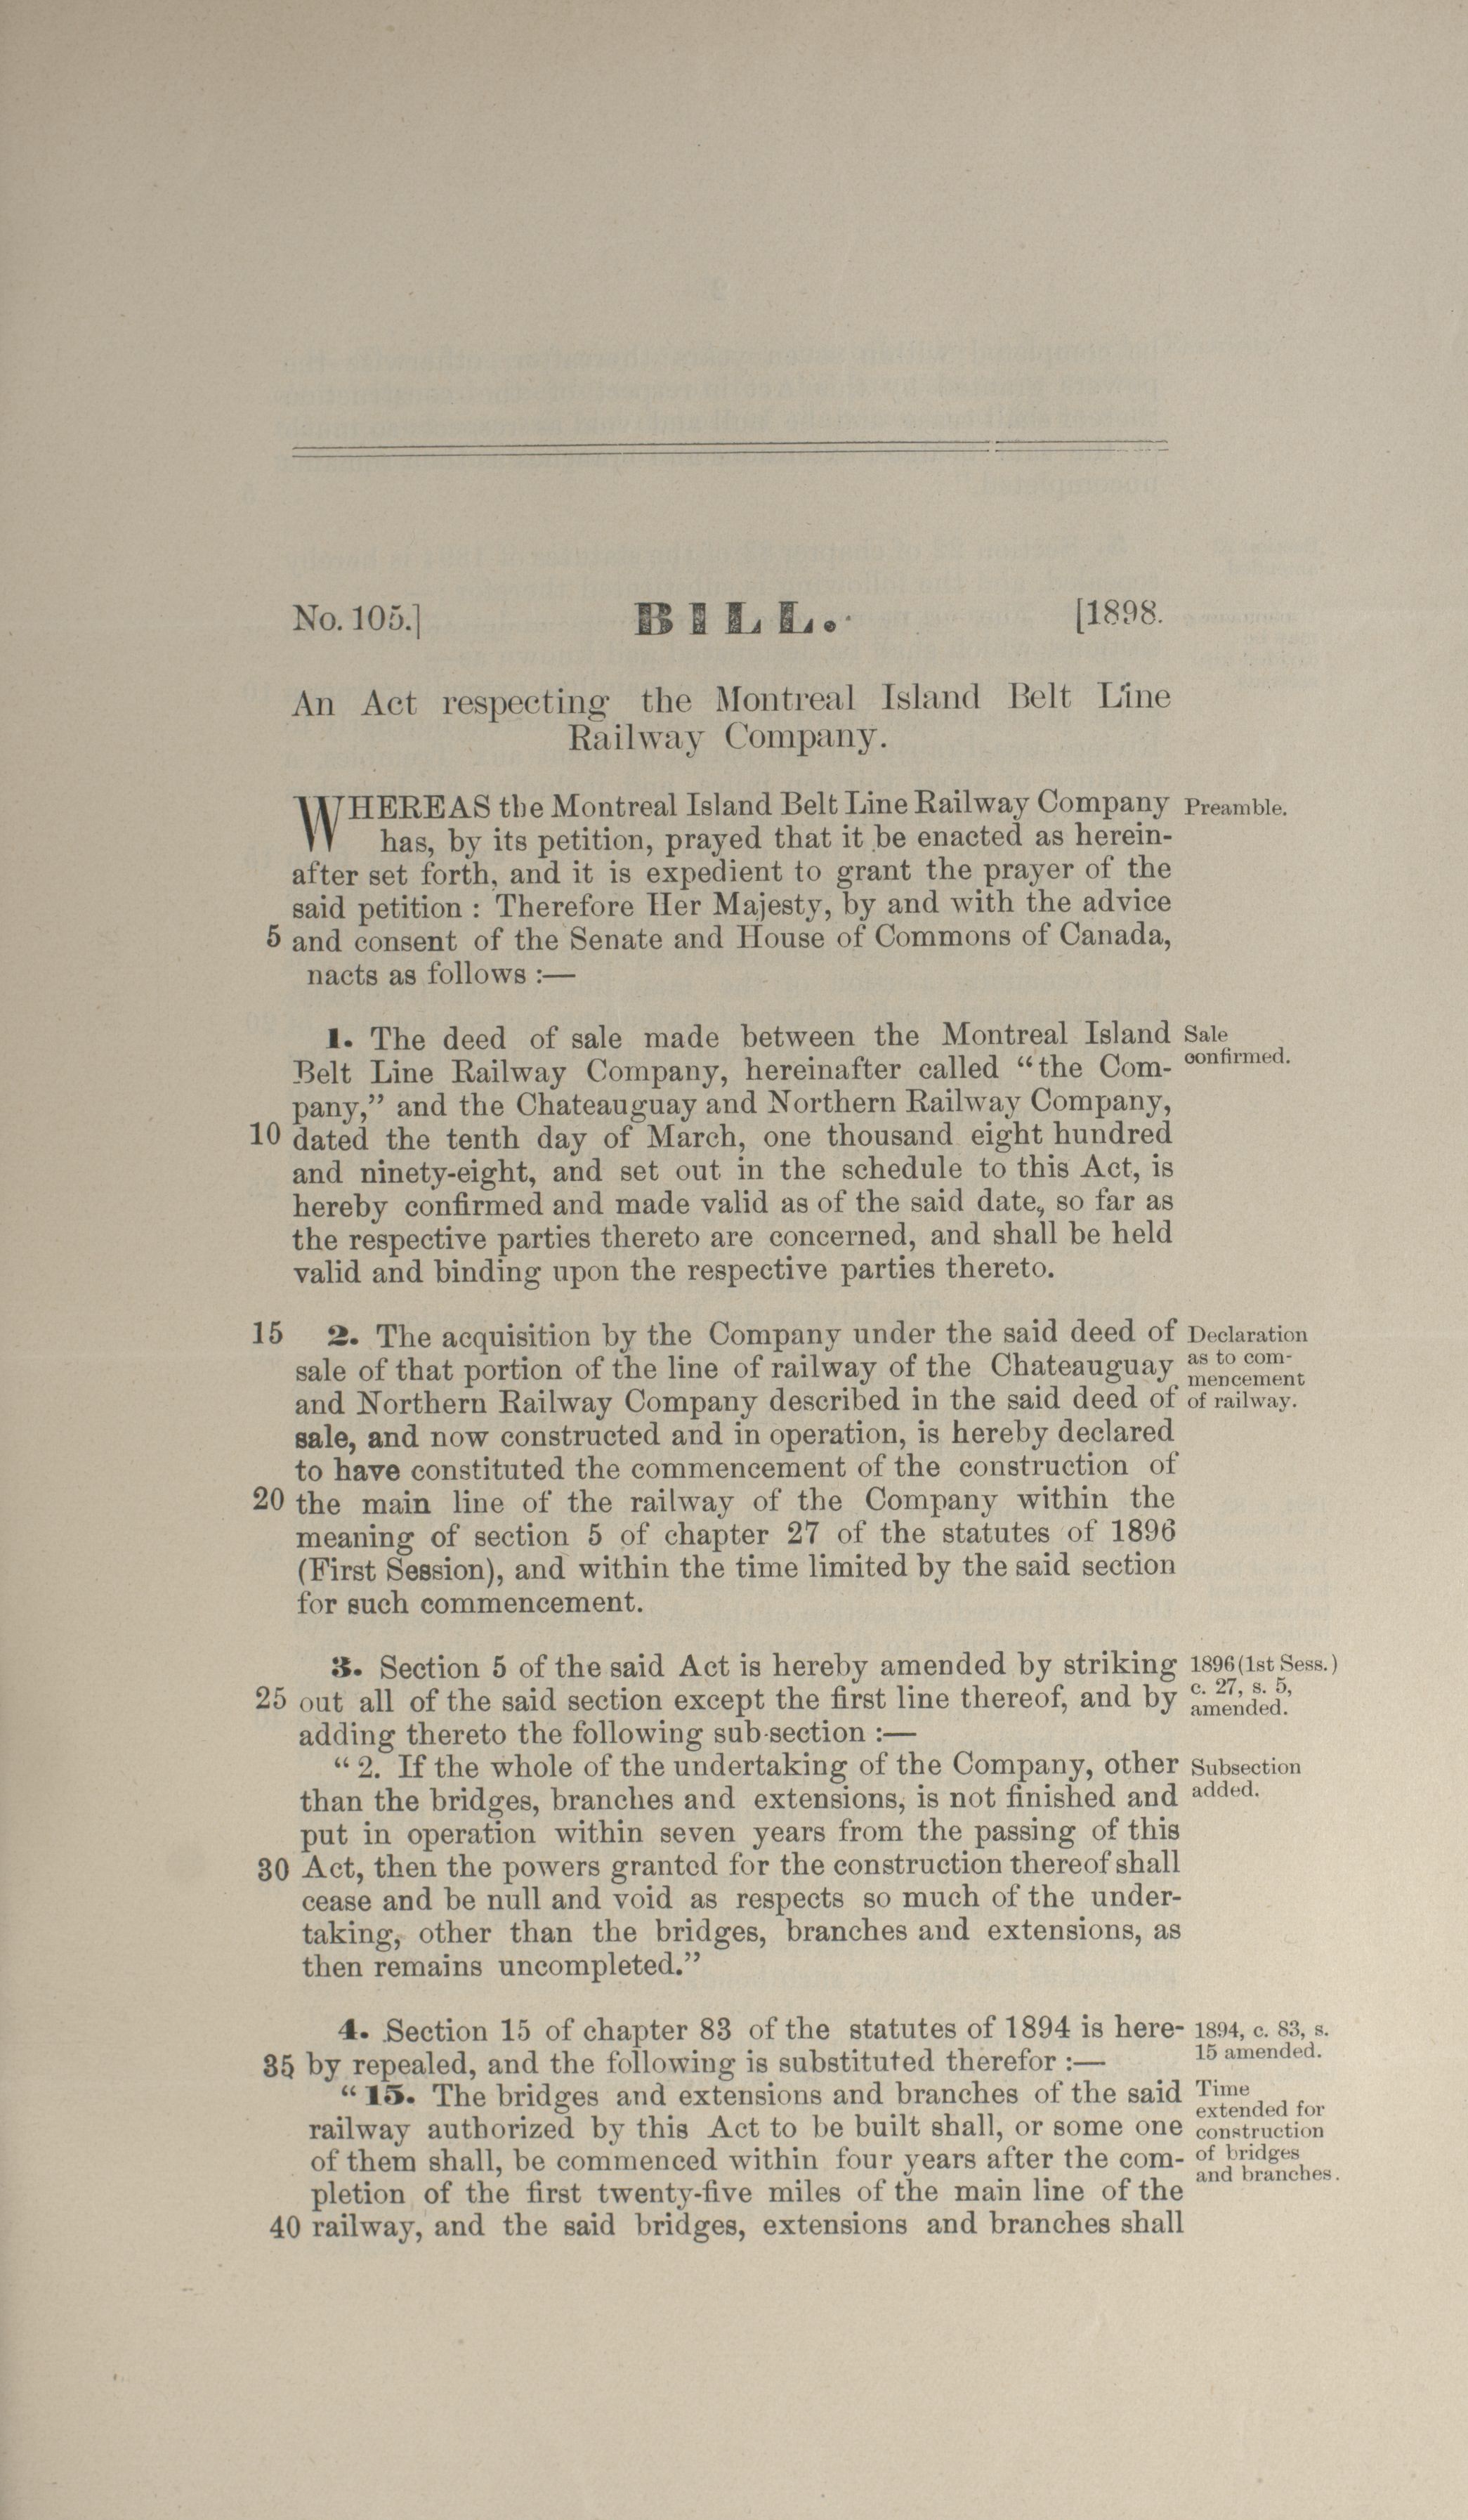 No. 105.] BILL. [1898.
An Act respecting the Montreal Island Belt Line
Railway Company.
WHEREAS the Montreal Island Belt Line Railway Company Preamble.
has, by its petition, prayed that it be enacted as herein-
after set forth, and it is expedient to grant the prayer of the
said petition : Therefore Her Majesty, by and with the advice
5 and consent of the Senate and House of Commons of Canada,
nacts as follows :—
1. The deed of sale made between the Montreal Island Sale
Belt Line Railway Company, hereinafter called "the Com- confirmed.
pany," and the Chateauguay and Northern Railway Company,
10 dated the tenth day of March, one thousand eight hundred
and ninety-eight, and set out in the schedule to this Act, is
hereby confirmed and made valid as of the said date, so far as
the respective parties thereto are concerned, and shall be held
valid and binding upon the respective parties thereto.
15 2. The acquisition by the Company under the said deed of Declaration
sale of that portion of the line of railway of the Chateauguay as to com-
mencement
and Northern Railway Company described in the said deed of of railway.
sale, and now constructed and in operation, is hereby declared
to have constituted the commencement of the construction of
20 the main line of the railway of the Company within the
meaning of section 5 of chapter 27 of the statutes of 1896
(First Session), and within the time limited by the said section
for such commencement.
3. Section 5 of the said Act is hereby amended by striking 1896 (1st Sess.)
25 out all of the said section except the first line thereof, and by c. 27, s. 5,
amended.
adding thereto the following sub-section :—
"2. If the whole of the undertaking of the Company, other Subsection
than the bridges, branches and extensions, is not finished and added.
put in operation within seven years from the passing of this
30 Act, then the powers granted for the construction thereof shall
cease and be null and void as respects so much of the under-
taking, other than the bridges, branches and extensions, as
then remains uncompleted."
4. Section 15 of chapter 83 of the statutes of 1894 is here- 1894, c. 83, s.
35 by repealed, and the following is substituted therefor :— 15 amended.
"15. The bridges and extensions and branches of the said Time
extended for
railway authorized by this Act to be built shall, or some one construction
of them shall, be commenced within four years after the com- of bridges
and branches.
pletion of the first twenty-five miles of the main line of the
40 railway, and the said bridges, extensions and branches shall